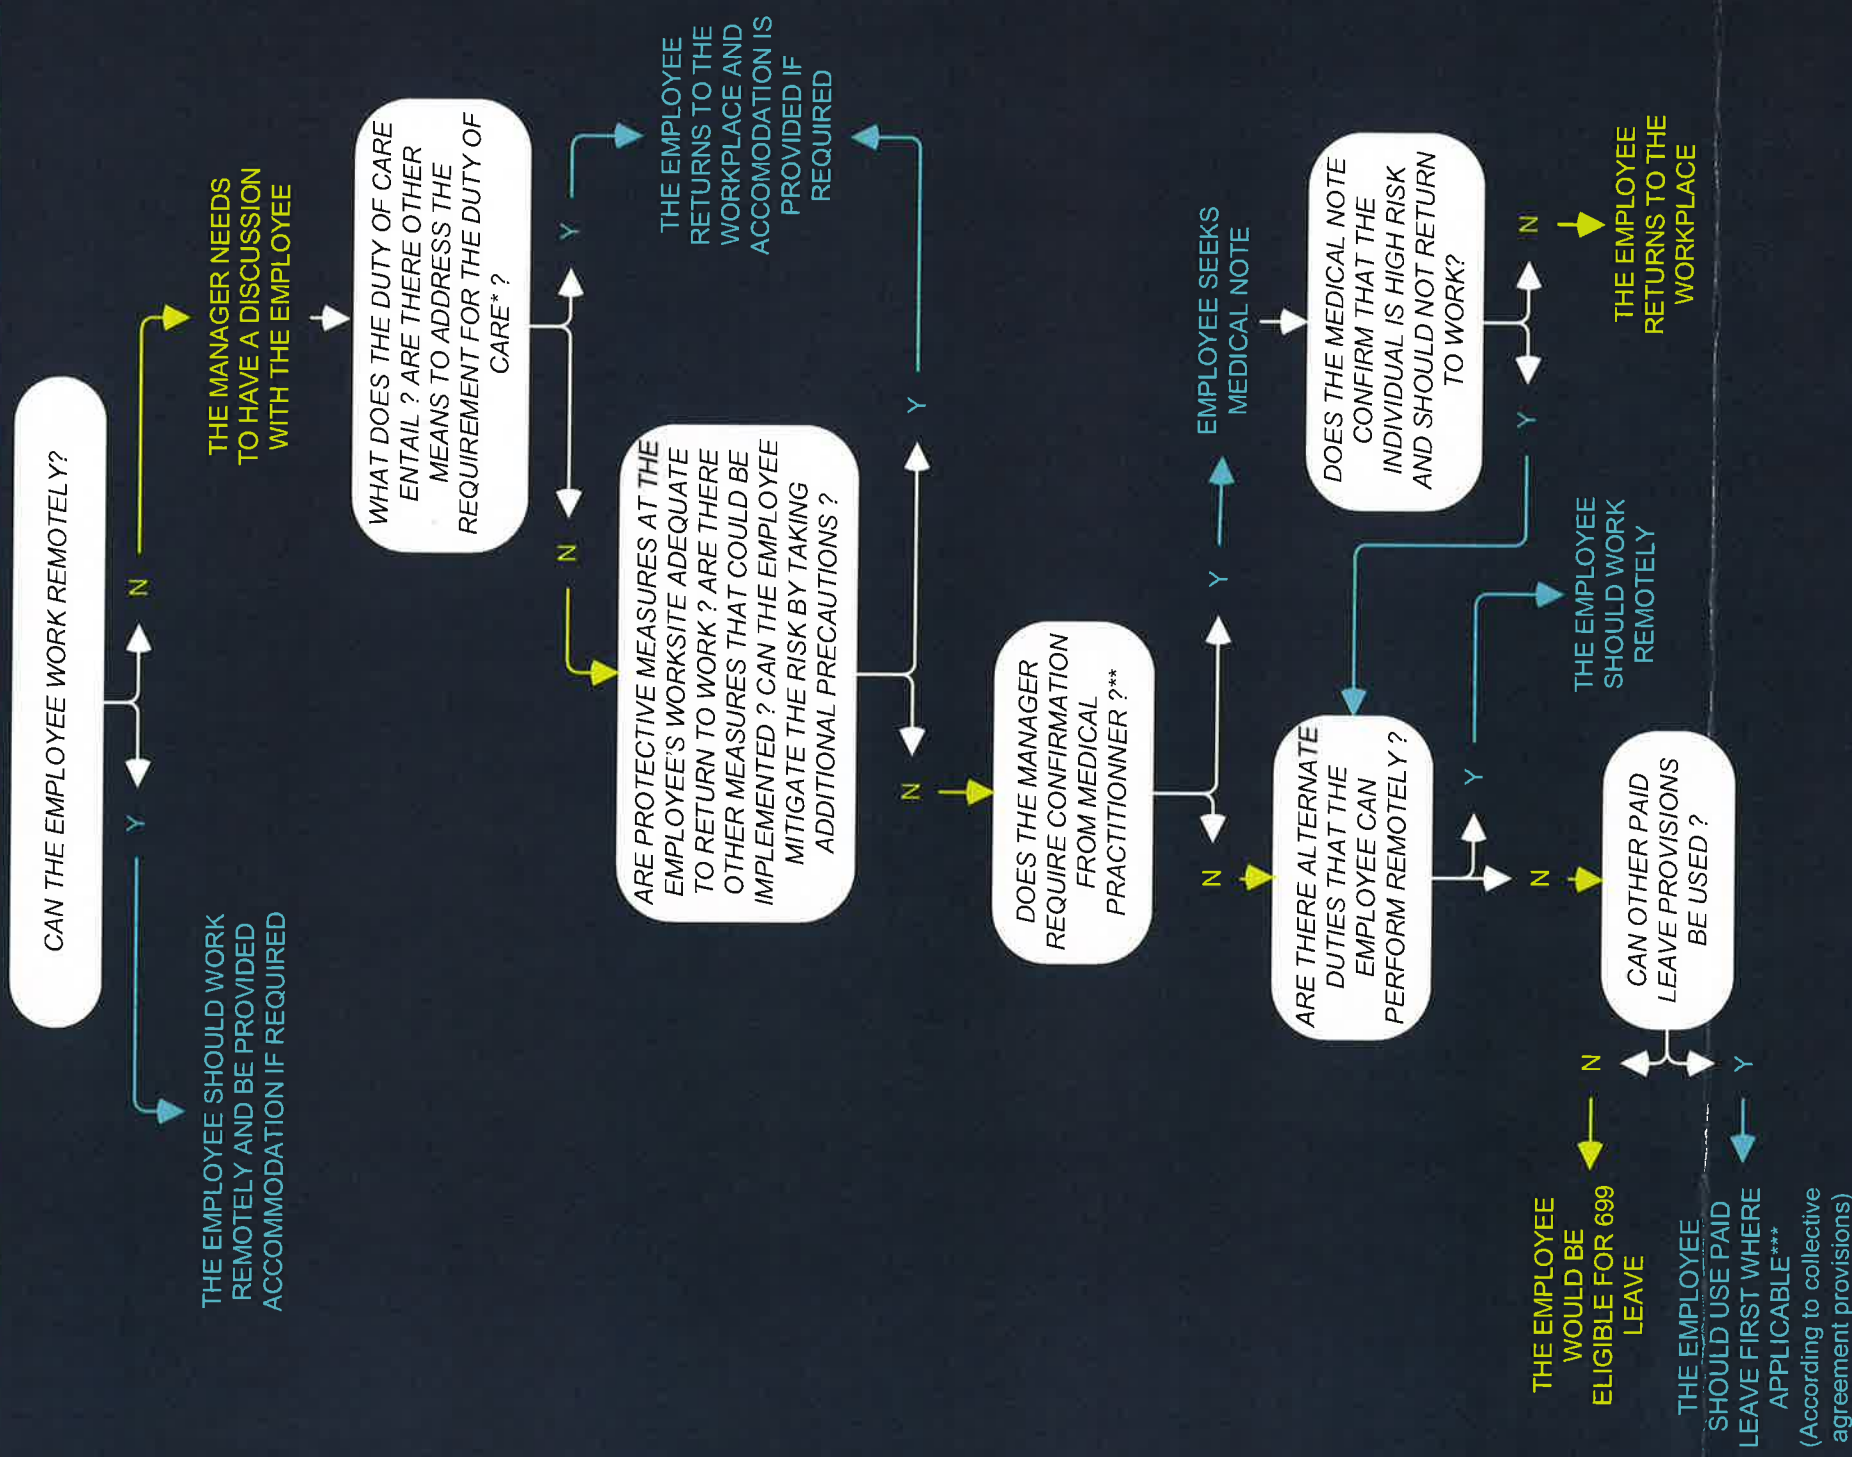 CAN THE EMPLOYEE WORK REMOTELY?
Y
N
THE EMPLOYEE SHOULD WORK
REMOTELY AND BE PROVIDED
ACCOMMODATION IF REQUIRED
THE MANAGER NEEDS
TO HAVE A DISCUSSION
WITH THE EMPLOYEE
WHAT DOES THE DUTY OF CARE
ENTAIL ? ARE THERE OTHER
MEANS TO ADDRESS THE
REQUIREMENT FOR THE DUTY OF
CARE* ?
N
Y
THE EMPLOYEE
RETURNS TO THE
WORKPLACE AND
ACCOMODATION IS
PROVIDED IF
REQUIRED
ARE PROTECTIVE MEASURES AT THE
EMPLOYEE'S WORKSITE ADEQUATE
TO RETURN TO WORK ? ARE THERE
OTHER MEASURES THAT COULD BE
IMPLEMENTED ? CAN THE EMPLOYEE
MITIGATE THE RISK BY TAKING
ADDITIONAL PRECAUTIONS ?
N
Y
DOES THE MANAGER
REQUIRE CONFIRMATION
FROM MEDICAL
PRACTITIONNER ?**
N
Y
EMPLOYEE SEEKS
MEDICAL NOTE
DOES THE MEDICAL NOTE
CONFIRM THAT THE
INDIVIDUAL IS HIGH RISK
AND SHOULD NOT RETURN
TO WORK?
Y
N
THE EMPLOYEE
RETURNS TO THE
WORKPLACE
ARE THERE ALTERNATE
DUTIES THAT THE
EMPLOYEE CAN
PERFORM REMOTELY ?
N
Y
THE EMPLOYEE
SHOULD WORK
REMOTELY
CAN OTHER PAID
LEAVE PROVISIONS
BE USED ?
N
Y
THE EMPLOYEE
WOULD BE
ELIGIBLE FOR 699
LEAVE
THE EMPLOYEE
SHOULD USE PAID
LEAVE FIRST WHERE
APPLICABLE***
(According to collective
agreement provisions)